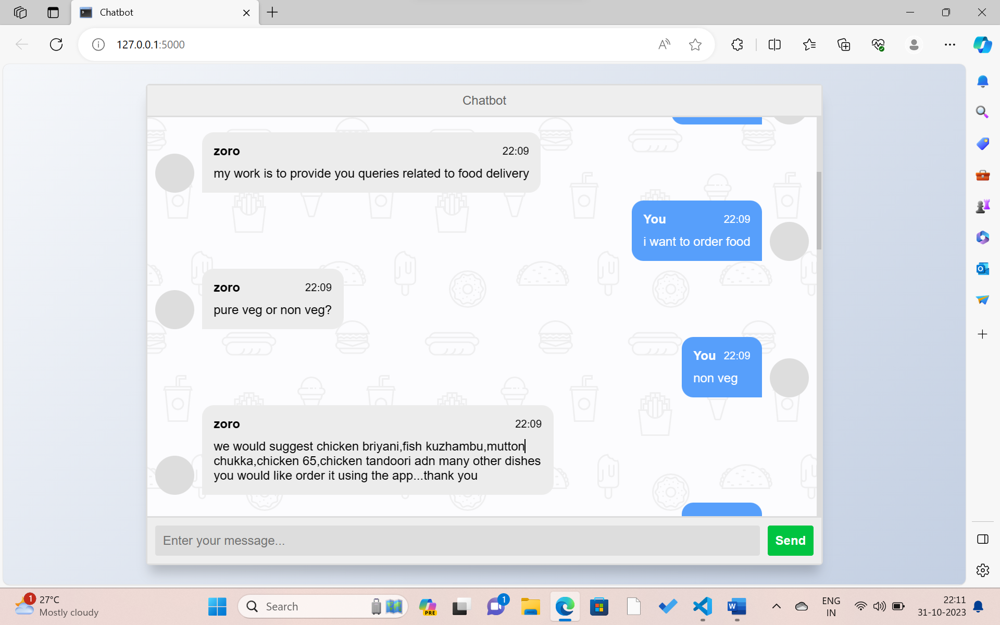 Chatbot
127.0.0.1:5000
Chatbot
zoro 22:09
my work is to provide you queries related to food delivery
You 22:09
i want to order food
zoro 22:09
pure veg or non veg?
You 22:09
non veg
zoro 22:09
we would suggest chicken briyani,fish kuzhambu,mutton
chukka,chicken 65,chicken tandoori adn many other dishes
you would like order it using the app...thank you
Enter your message...
Send
1
27°C
Mostly cloudy
Search
PRE
1
W
ENG
IN
22:11
31-10-2023